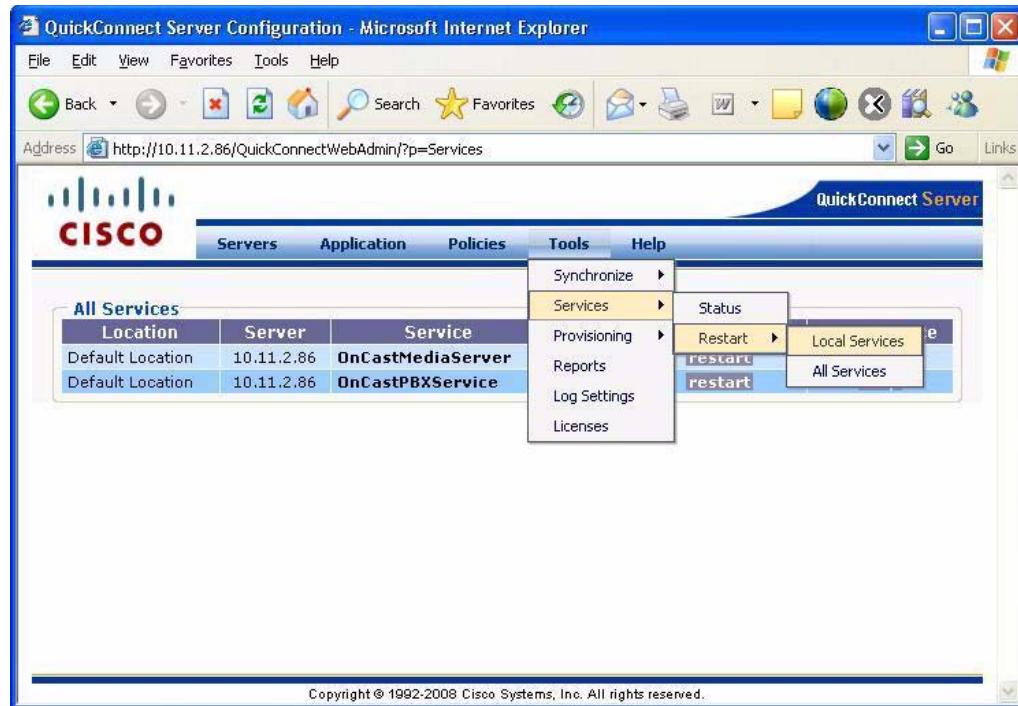 QuickConnect Server Configuration - Microsoft Internet Explorer
File Edit View Favorites Tools Help
Back Search Favorites
Address http://10.11.2.86/QuickConnectWebAdmin/?p=Services Go Links
CISCO
QuickConnect Server
Servers Application Policies Tools Help
Synchronize
Services
Provisioning
Reports
Log Settings
Licenses
Status
Restart
Local Services
All Services
All Services
Location Server Service
Default Location 10.11.2.86 OnCastMediaServer restart
Default Location 10.11.2.86 OnCastPBXService restart
Copyright © 1992-2008 Cisco Systems, Inc. All rights reserved.